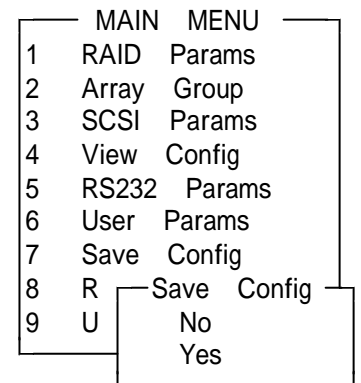 MAIN MENU
1 RAID Params
2 Array Group
3 SCSI Params
4 View Config
5 RS232 Params
6 User Params
7 Save Config
8 R
9 U
Save Config
No
Yes